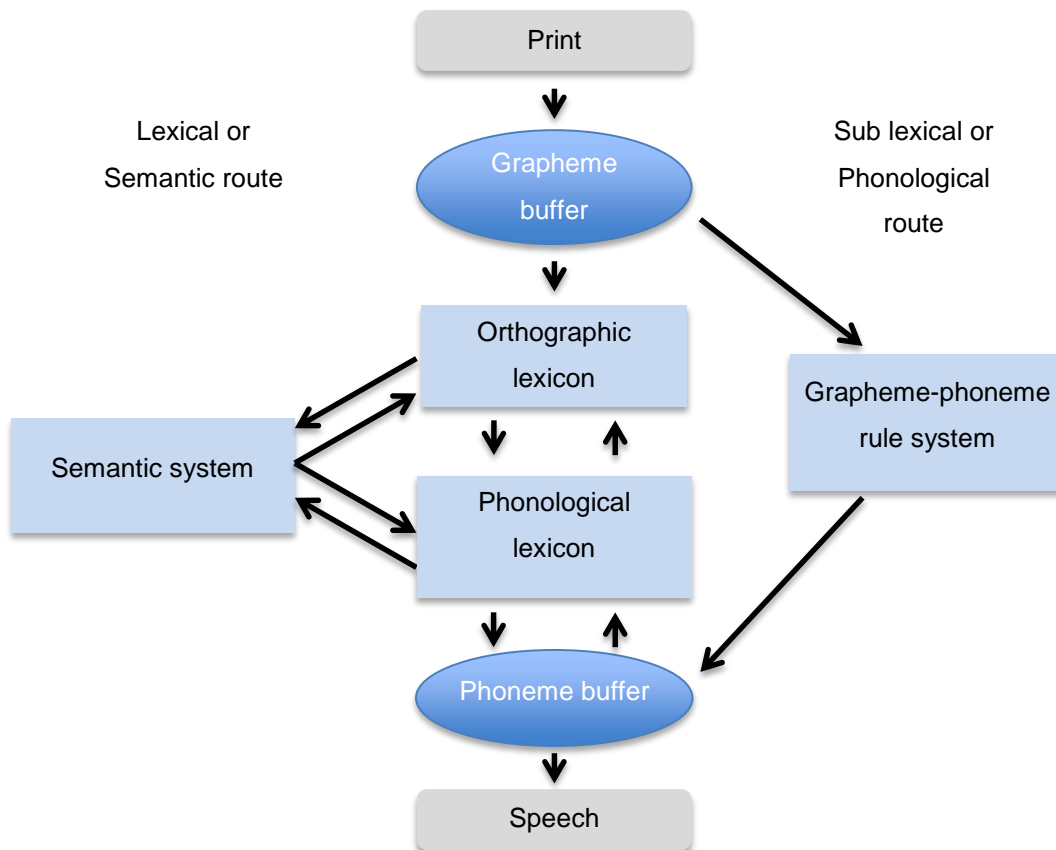 Print
Lexical or
Semantic route
Sub lexical or
Phonological
route
Grapheme
buffer
Orthographic
lexicon
Grapheme-phoneme
rule system
Semantic system
Phonological
lexicon
Phoneme buffer
Speech